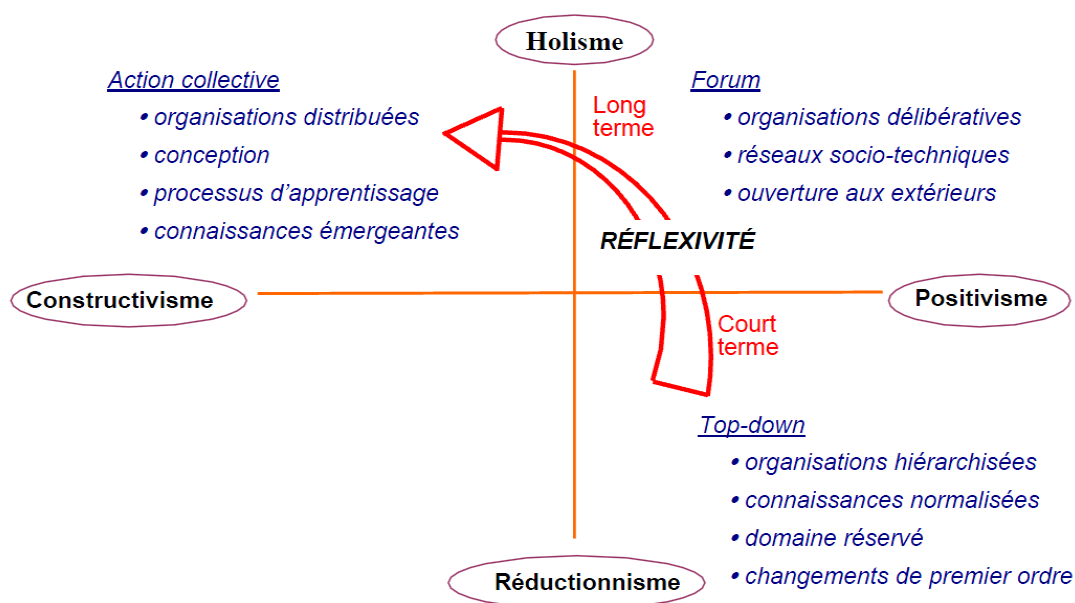 Holisme
Action collective
• organisations distribuées
• conception
• processus d’apprentissage
• connaissances émergeantes
Long
terme
Forum
• organisations délibératives
• réseaux socio-techniques
• ouverture aux extérieurs
RÉFLEXIVITÉ
Constructivisme
Positivisme
Court
terme
Top-down
• organisations hiérarchisées
• connaissances normalisées
• domaine réservé
• changements de premier ordre
Réductionnisme